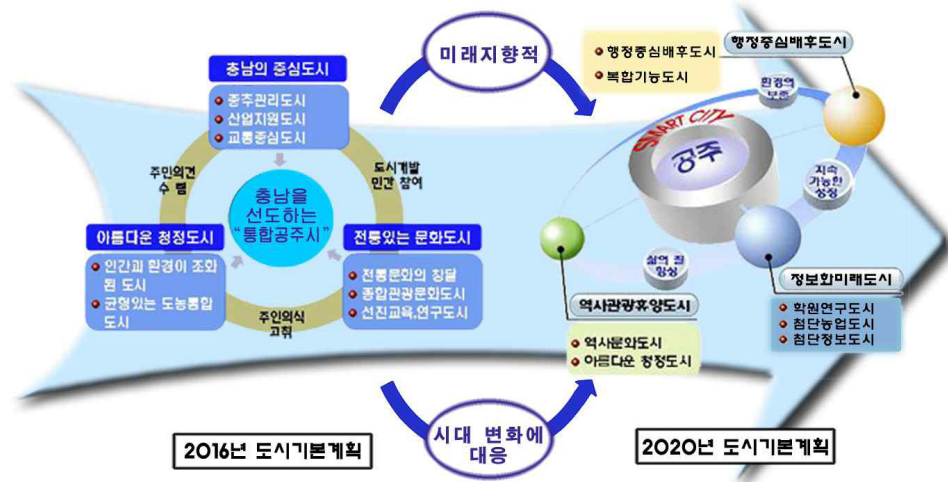 미래지향적
충남의 중심도시
중추관리도시
산업지원도시
교통중심도시
주민의견
수 렴
도시개발
민간 참여
충남을
선도하는
"통합공주시"
아름다운 청정도시
인간과 환경이 조화
된 도시
균형있는 도농통합
도시
전통있는 문화도시
전통문화의 창달
종합관광문화도시
선진교육,연구도시
주인의식
고취
시대 변화에
대응
2016년 도시기본계획
행정중심배후도시
복합기능도시
행정중심배후도시
환경의
보존
SMART CITY
공주
지속
가능한
성장
삶의 질
향상
역사관광휴양도시
역사문화도시
아름다운 청정도시
정보화미래도시
학원연구도시
첨단농업도시
첨단정보도시
2020년 도시기본계획